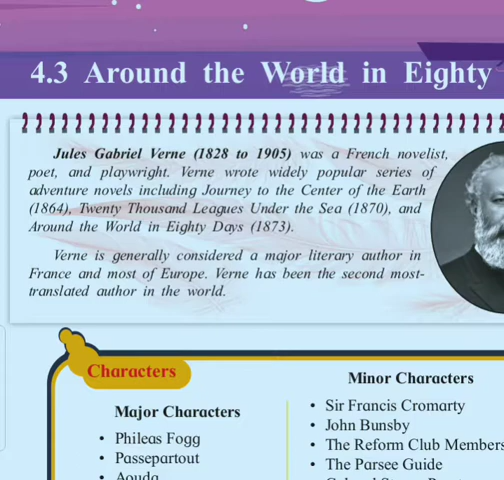 4.3 Around the World in Eighty
Jules Gabriel Verne (1828 to 1905) was a French novelist,
poet, and playwright. Verne wrote widely popular series of
adventure novels including Journey to the Center of the Earth
(1864), Twenty Thousand Leagues Under the Sea (1870), and
Around the World in Eighty Days (1873).
Verne is generally considered a major literary author in
France and most of Europe. Verne has been the second most-
translated author in the world.
Characters
Major Characters
• Phileas Fogg
• Passepartout
• Aouda
Minor Characters
• Sir Francis Cromarty
• John Bunsby
• The Reform Club Members
• The Parsee Guide